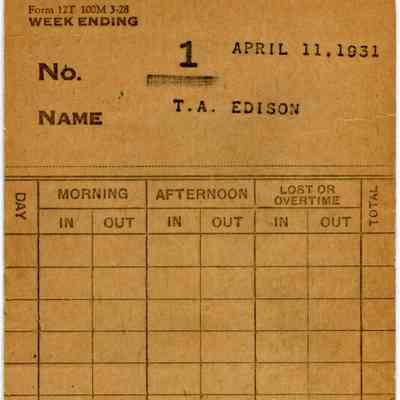 Form 12T 100M 3-28
WEEK ENDING
APRIL 11,1931
No. 1
NAME T.A. EDISON
DAY MORNING AFTERNOON LOST OR OVERTIME TOTAL
IN OUT IN OUT IN OUT